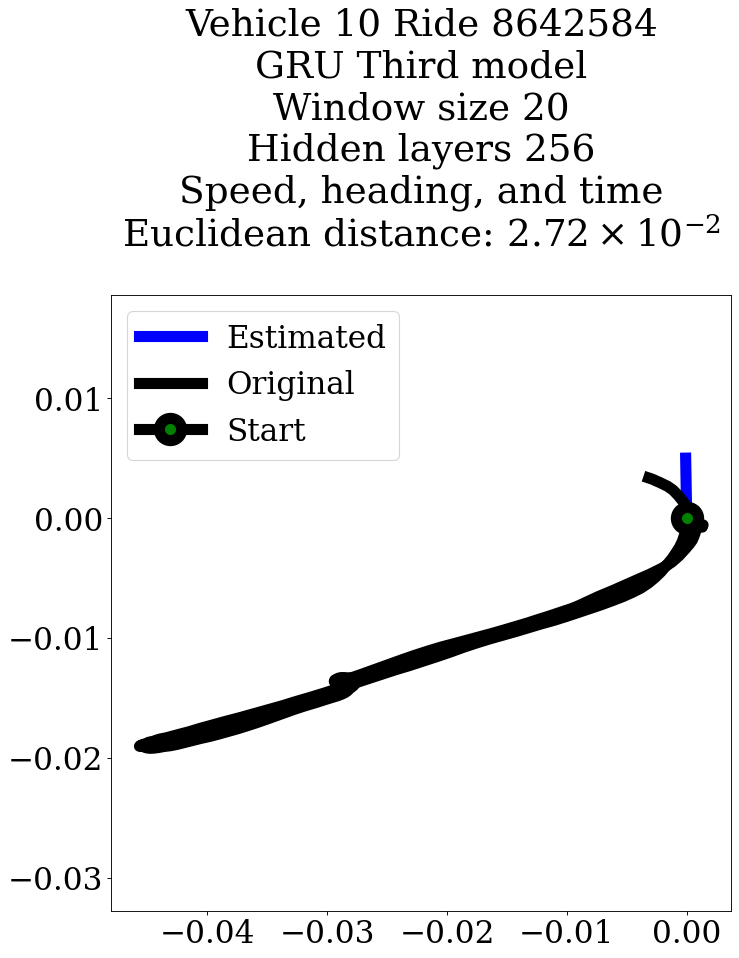 Vehicle 10 Ride 8642584
GRU Third model
Window size 20
Hidden layers 256
Speed, heading, and time
Euclidean distance: 2.72 × 10⁻²
Estimated
Original
Start
0.01
0.00
−0.01
−0.02
−0.03
−0.04 −0.03 −0.02 −0.01 0.00